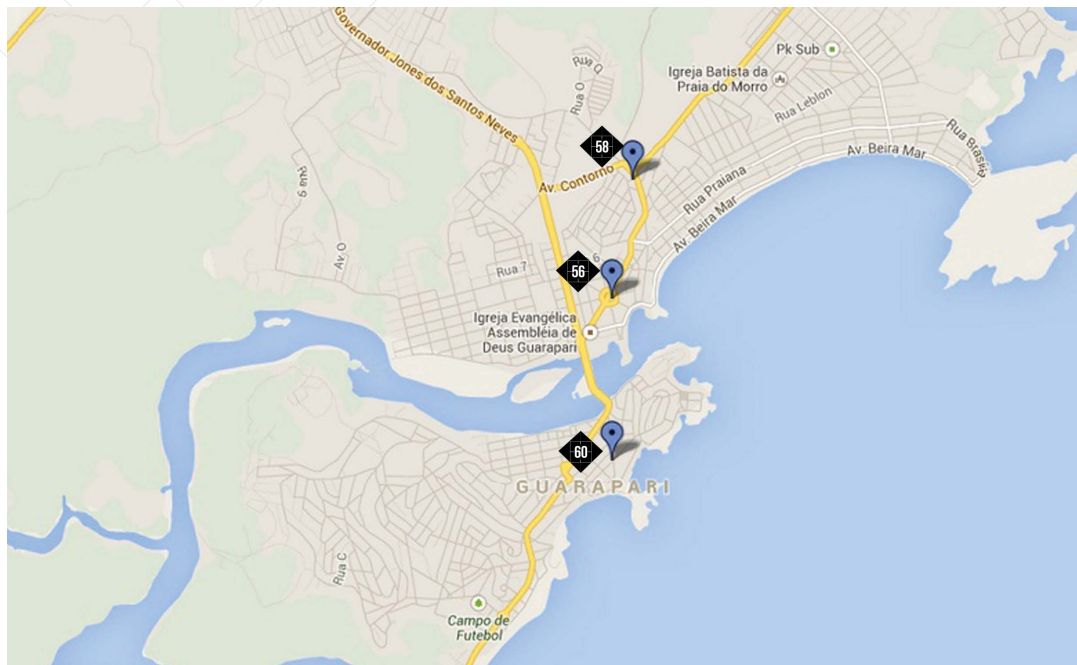 Governador Jones dos Santos Neves
Pk Sub
Rua Q
Igreja Batista da
Praia do Morro
Rua O
Rua Leblon
58
Rua Brasília
Av. Beira Mar
Av. Contorno
Rua 9
Rua Praiana
Av. Beira Mar
Av. O
6
56
Rua 7
Igreja Evangélica
Assembléia de
Deus Guarapari
60
GUARAPARI
Rua C
Campo de
Futebol